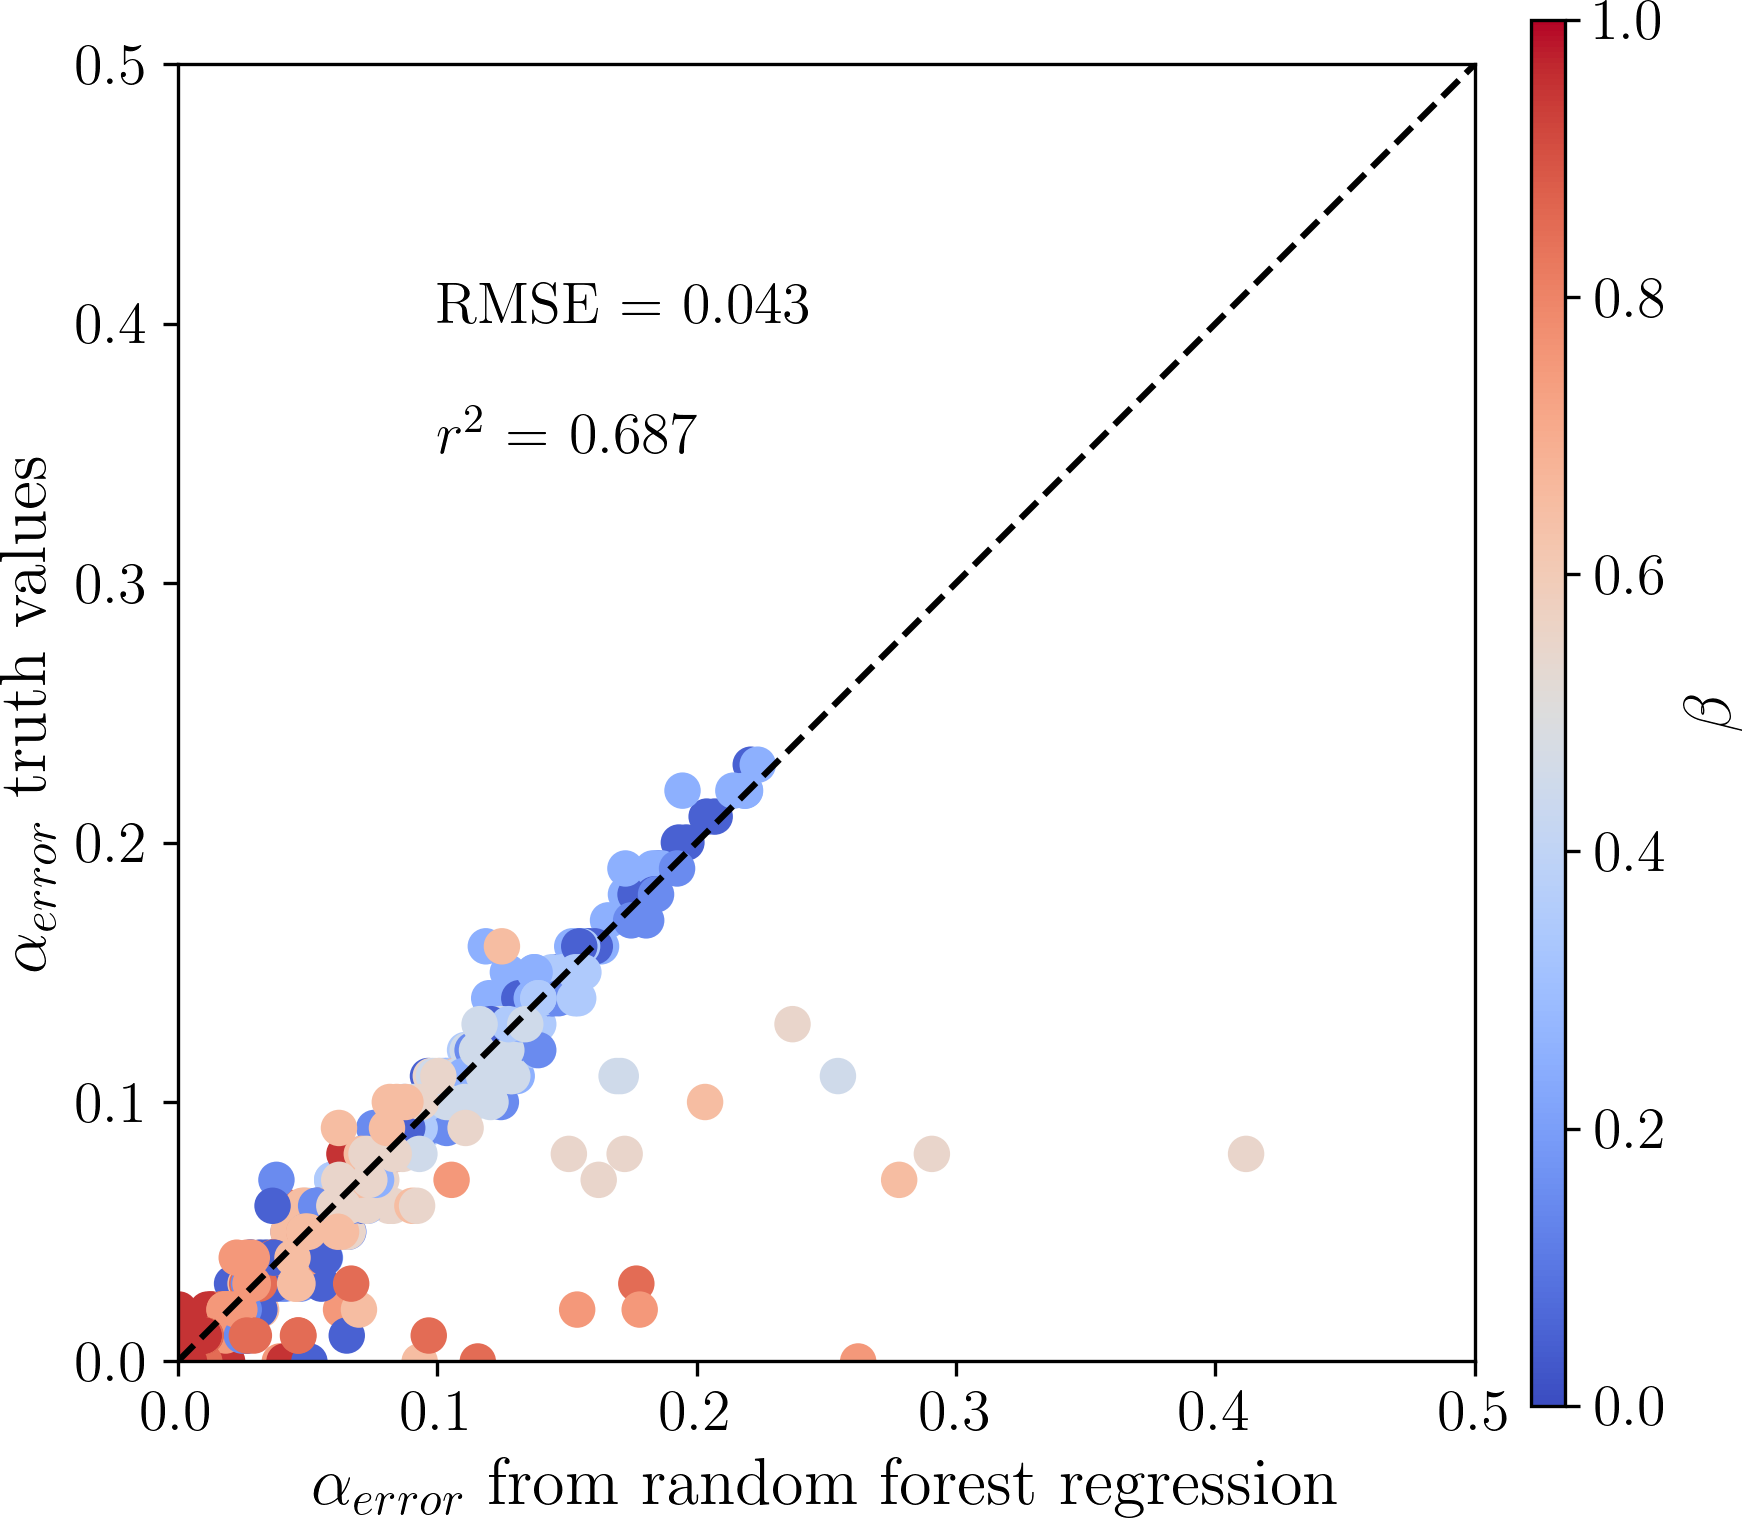 RMSE = 0.043
r² = 0.687
0.5
0.4
0.3
0.2
0.1
0.0
α_error truth values
0.0 0.1 0.2 0.3 0.4 0.5
α_error from random forest regression
1.0
0.8
0.6
0.4
0.2
0.0
β